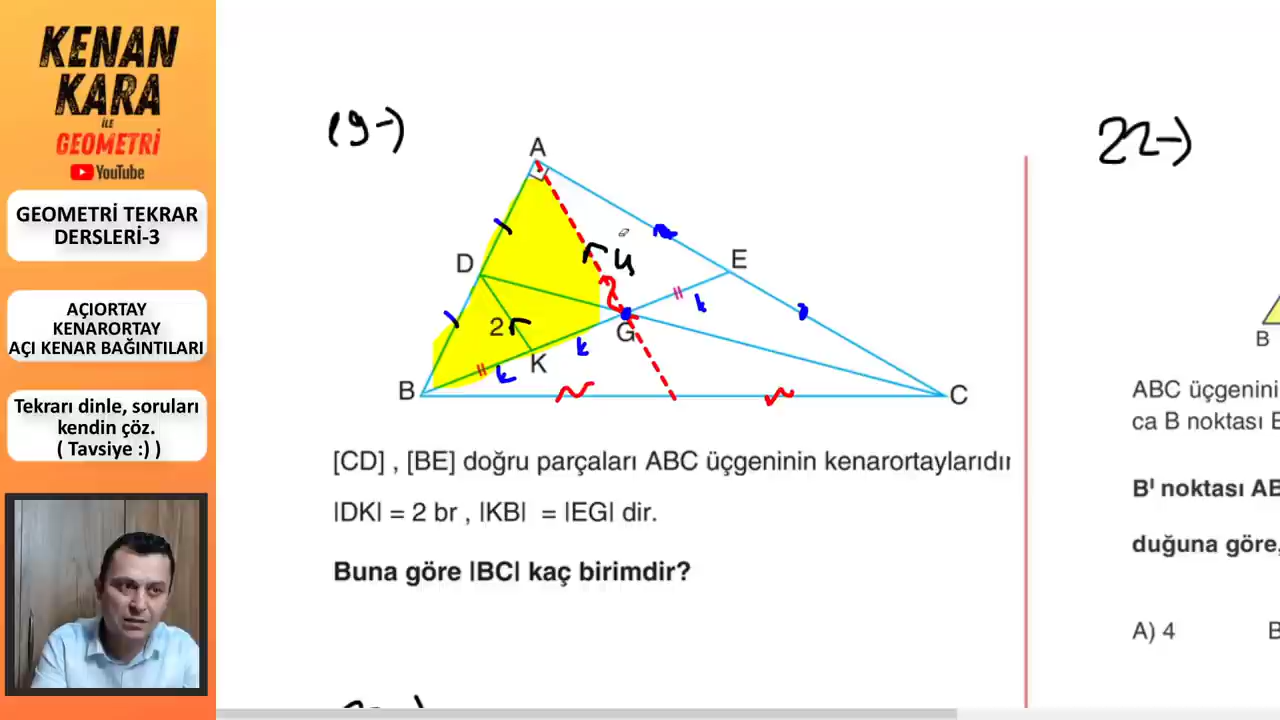 KENAN
KARA
İLE
GEOMETRİ
YouTube
GEOMETRİ TEKRAR
DERSLERİ-3
AÇIORTAY
KENARORTAY
AÇI KENAR BAĞINTILARI
Tekrarı dinle, soruları
kendin çöz.
( Tavsiye :) )
19-)
A
D
E
4
2
G
K
B
C
[CD] , [BE] doğru parçaları ABC üçgeninin kenarortaylarıdır
|DK| = 2 br , |KB| = |EG| dir.
Buna göre |BC| kaç birimdir?
22-)
B
ABC üçgenini
ca B noktası
B' noktası AB
duğuna göre,
A) 4